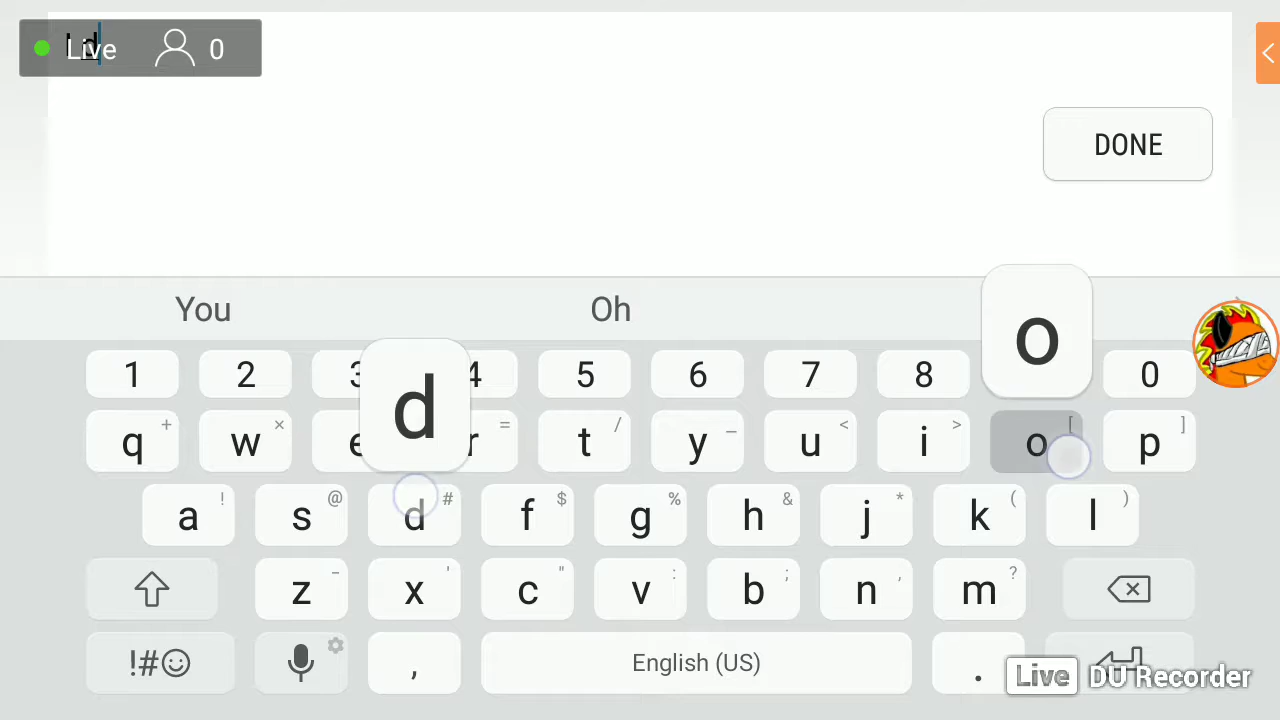 Live 0
DONE
You Oh
d o
1 2 3 4 5 6 7 8 0
q + w × e r = t / y _ u < i > o [ p ]
a ! s @ d # f $ g % h & j * k ( l )
z - x ' c " v : b ; n , m ?
!#☺ , English (US) .
Live DU Recorder